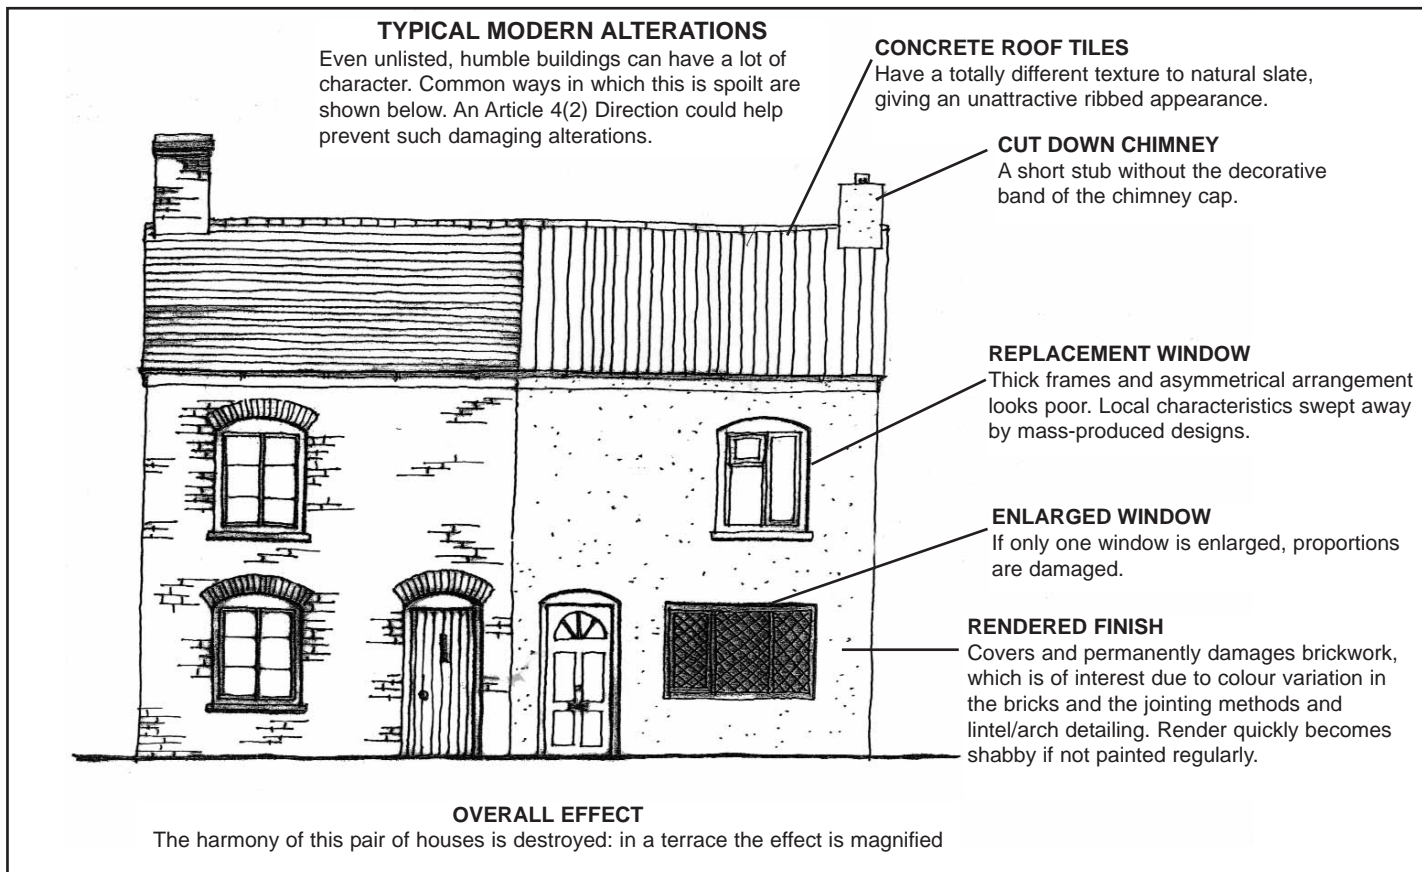 TYPICAL MODERN ALTERATIONS
Even unlisted, humble buildings can have a lot of
character. Common ways in which this is spoilt are
shown below. An Article 4(2) Direction could help
prevent such damaging alterations.
CONCRETE ROOF TILES
Have a totally different texture to natural slate,
giving an unattractive ribbed appearance.
CUT DOWN CHIMNEY
A short stub without the decorative
band of the chimney cap.
REPLACEMENT WINDOW
Thick frames and asymmetrical arrangement
looks poor. Local characteristics swept away
by mass-produced designs.
ENLARGED WINDOW
If only one window is enlarged, proportions
are damaged.
RENDERED FINISH
Covers and permanently damages brickwork,
which is of interest due to colour variation in
the bricks and the jointing methods and
lintel/arch detailing. Render quickly becomes
shabby if not painted regularly.
OVERALL EFFECT
The harmony of this pair of houses is destroyed: in a terrace the effect is magnified